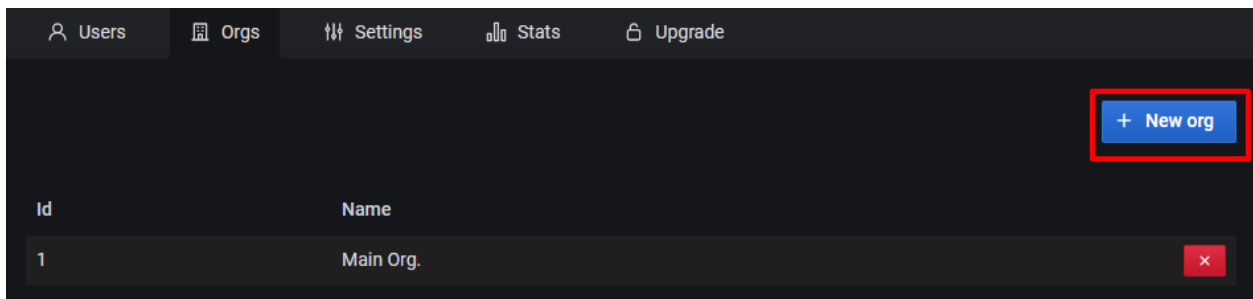 Users Orgs Settings Stats Upgrade
+ New org
Id Name
1 Main Org.
×